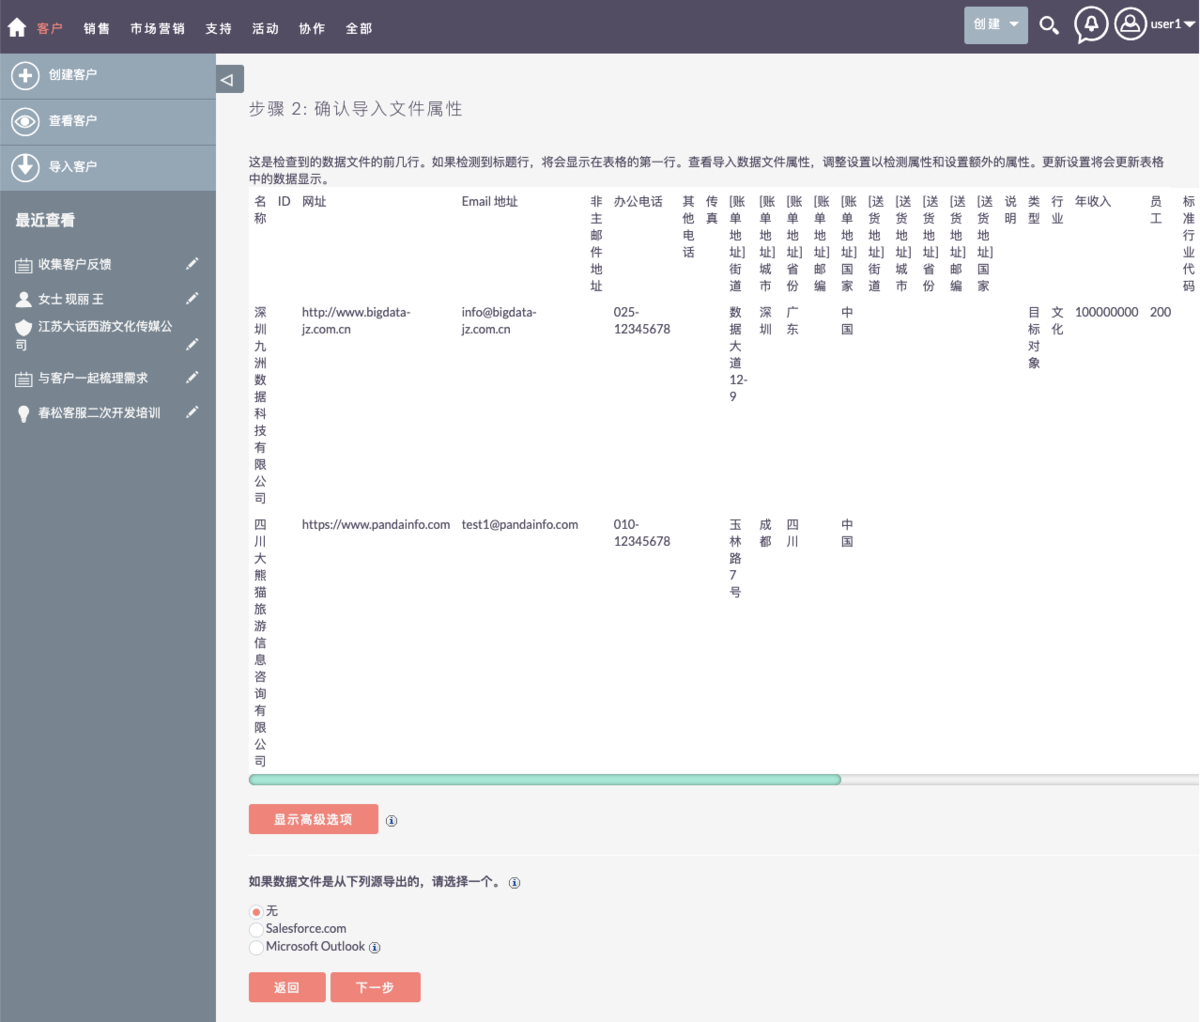 客户 销售 市场营销 支持 活动 协作 全部 创建 user1
创建客户
查看客户
导入客户
最近查看
收集客户反馈
女士 现丽 王
江苏大话西游文化传媒公
司
与客户一起梳理需求
春松客服二次开发培训
步骤 2: 确认导入文件属性
这是检查到的数据文件的前几行。如果检测到标题行，将会显示在表格的第一行。查看导入数据文件属性，调整设置以检测属性和设置额外的属性。更新设置将会更新表格
中的数据显示。
名称 ID 网址 Email 地址 非主邮件地址 办公电话 其他电话 传真 [账单地址]街道 [账单地址]城市 [账单地址]省份 [账单地址]邮编 [账单地址]国家 [送货地址]街道 [送货地址]城市 [送货地址]省份 [送货地址]邮编 [送货地址]国家 说明 类型 行业 年收入 员工 标准行业代码
深圳九洲数据科技有限公司 http://www.bigdata-jz.com.cn info@bigdata-jz.com.cn 025-12345678 数据大道12-9 深圳 广东 中国 目标对象 文化 100000000 200
四川大熊猫旅游信息咨询有限公司 https://www.pandainfo.com test1@pandainfo.com 010-12345678 玉林路7号 成都 四川 中国
显示高级选项
如果数据文件是从下列源导出的，请选择一个。
无
Salesforce.com
Microsoft Outlook
返回 下一步